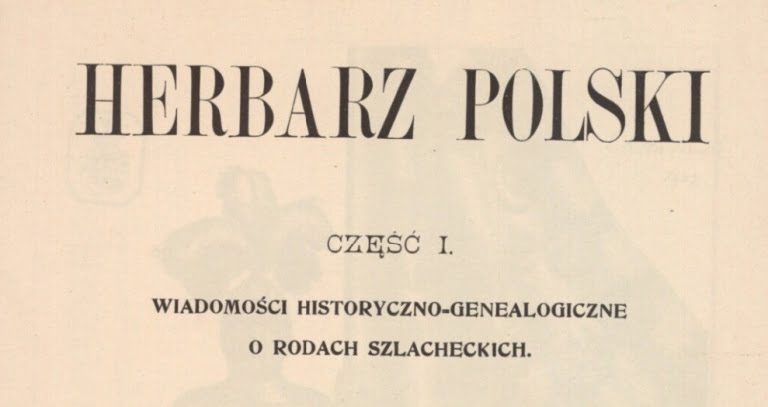 HERBARZ POLSKI
CZĘŚĆ I.
WIADOMOŚCI HISTORYCZNO-GENEALOGICZNE
O RODACH SZLACHECKICH.